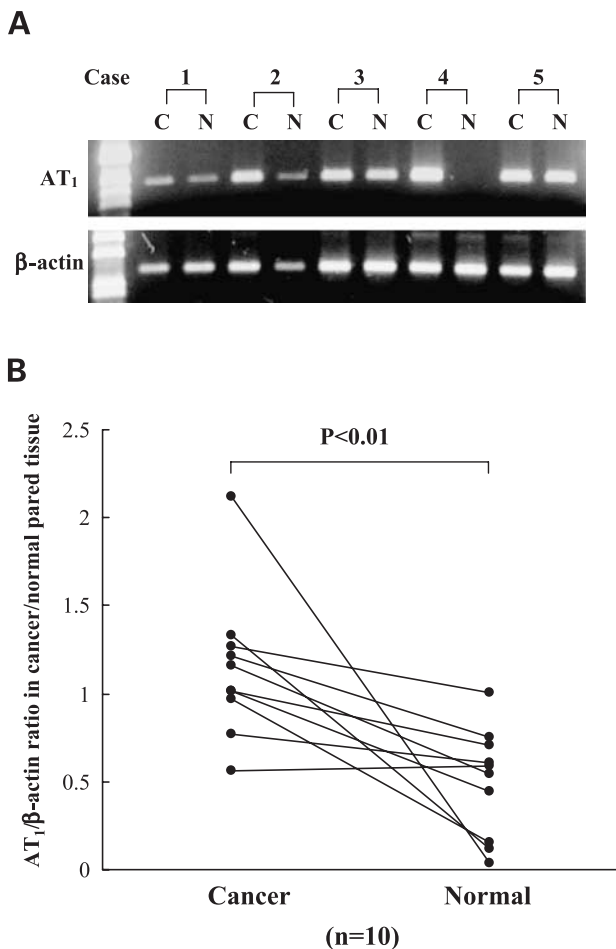 A
Case 1 2 3 4 5
C N C N C N C N C N
AT₁
β-actin
B
AT₁/β-actin ratio in cancer/normal pared tissue
2.5
P<0.01
2
1.5
1
0.5
0
Cancer Normal
(n=10)